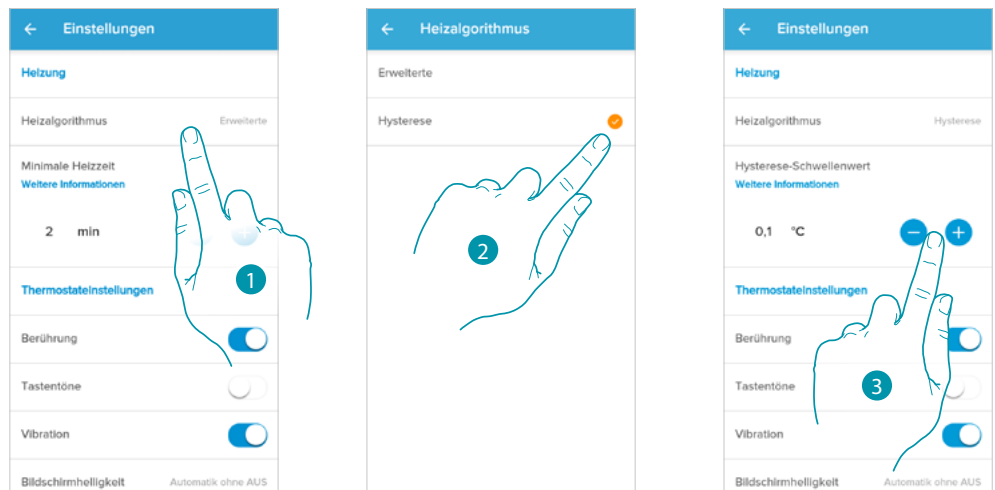 ← Einstellungen
Heizung
Heizalgorithmus Erweiterte
Minimale Heizzeit
Weitere Informationen
2 min
+
1
Thermostateinstellungen
Berührung
Tastentöne
Vibration
Bildschirmhelligkeit Automatik ohne AUS
← Heizalgorithmus
Erweiterte
Hysterese
2
← Einstellungen
Heizung
Heizalgorithmus Hysterese
Hysterese-Schwellenwert
Weitere Informationen
0,1 °C − +
Thermostateinstellungen
Berührung
Tastentöne
3
Vibration
Bildschirmhelligkeit Automatik ohne AUS